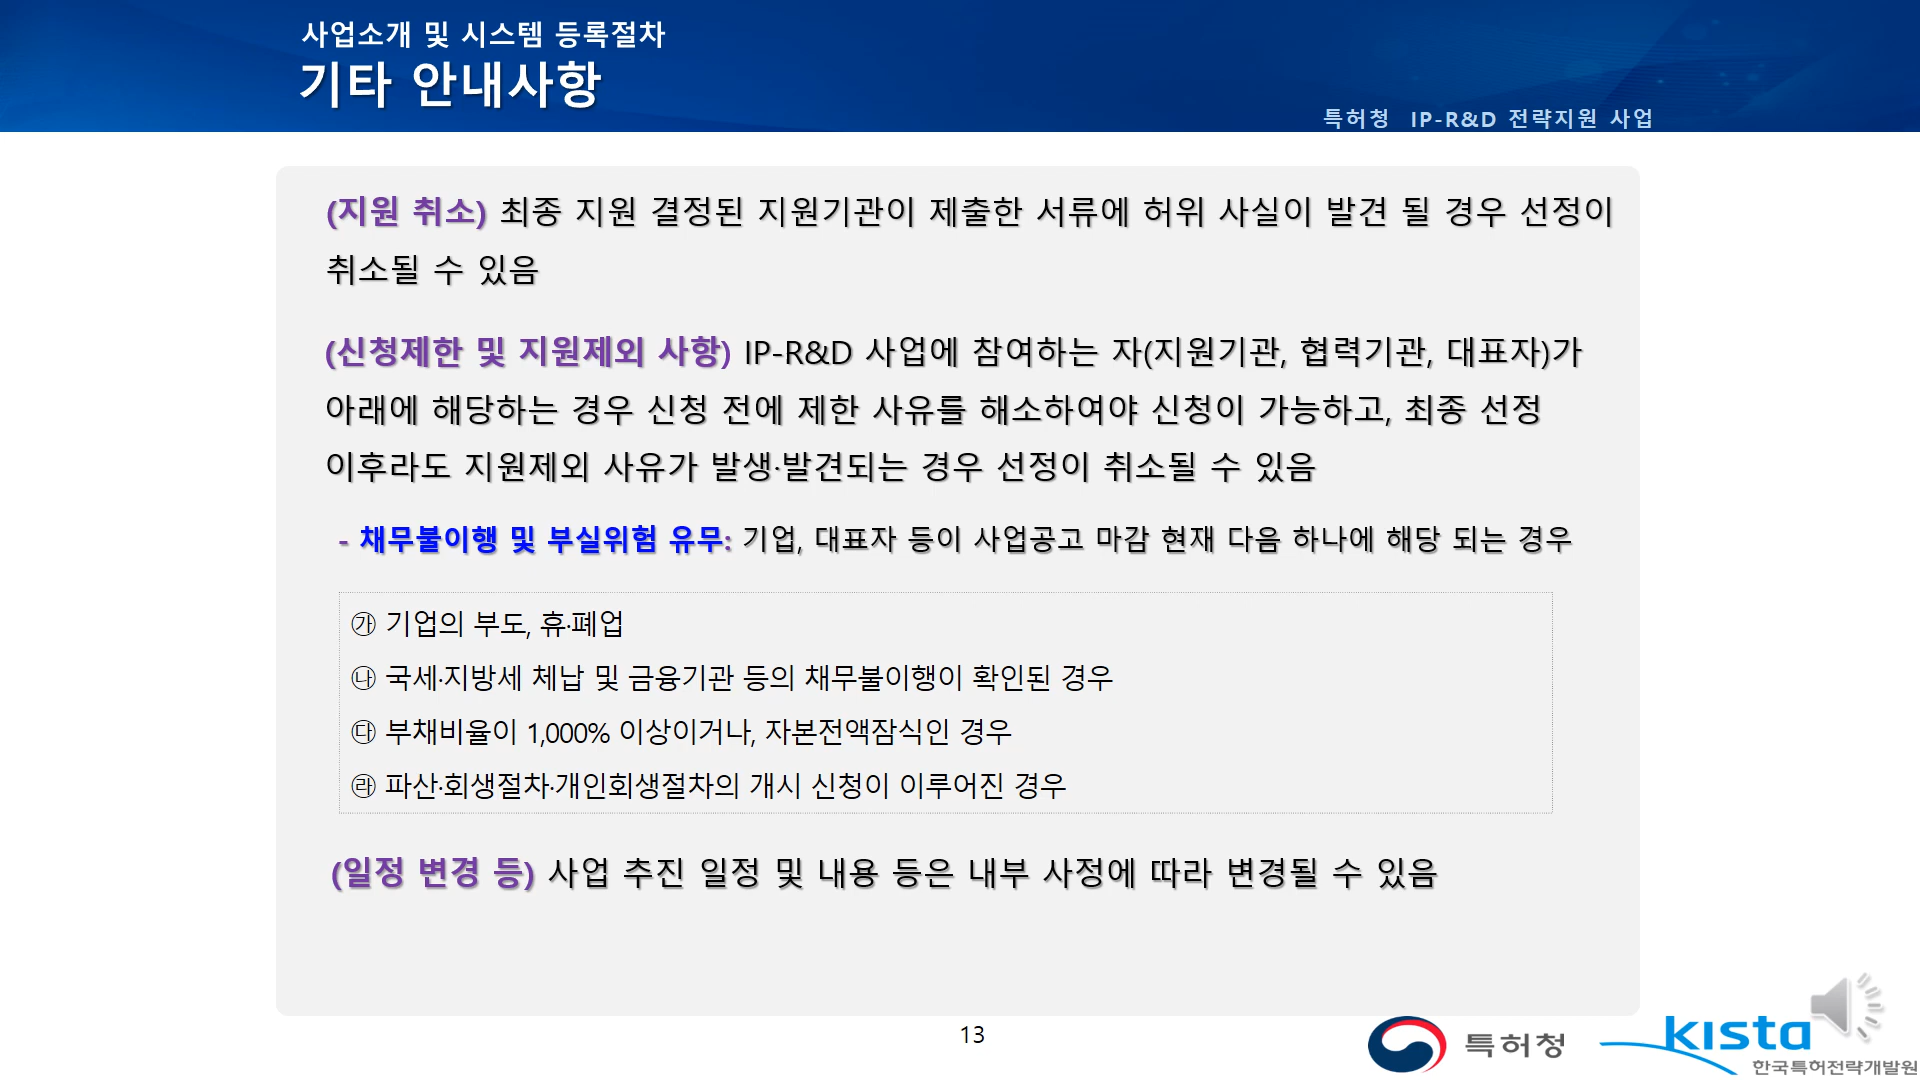 사업소개 및 시스템 등록절차
기타 안내사항
특허청 IP-R&D 전략지원 사업
(지원 취소) 최종 지원 결정된 지원기관이 제출한 서류에 허위 사실이 발견 될 경우 선정이
취소될 수 있음
(신청제한 및 지원제외 사항) IP-R&D 사업에 참여하는 자(지원기관, 협력기관, 대표자)가
아래에 해당하는 경우 신청 전에 제한 사유를 해소하여야 신청이 가능하고, 최종 선정
이후라도 지원제외 사유가 발생·발견되는 경우 선정이 취소될 수 있음
- 채무불이행 및 부실위험 유무: 기업, 대표자 등이 사업공고 마감 현재 다음 하나에 해당 되는 경우
㉮ 기업의 부도, 휴·폐업
㉯ 국세·지방세 체납 및 금융기관 등의 채무불이행이 확인된 경우
㉰ 부채비율이 1,000% 이상이거나, 자본전액잠식인 경우
㉱ 파산·회생절차·개인회생절차의 개시 신청이 이루어진 경우
(일정 변경 등) 사업 추진 일정 및 내용 등은 내부 사정에 따라 변경될 수 있음
13
특허청
kista
한국특허전략개발원